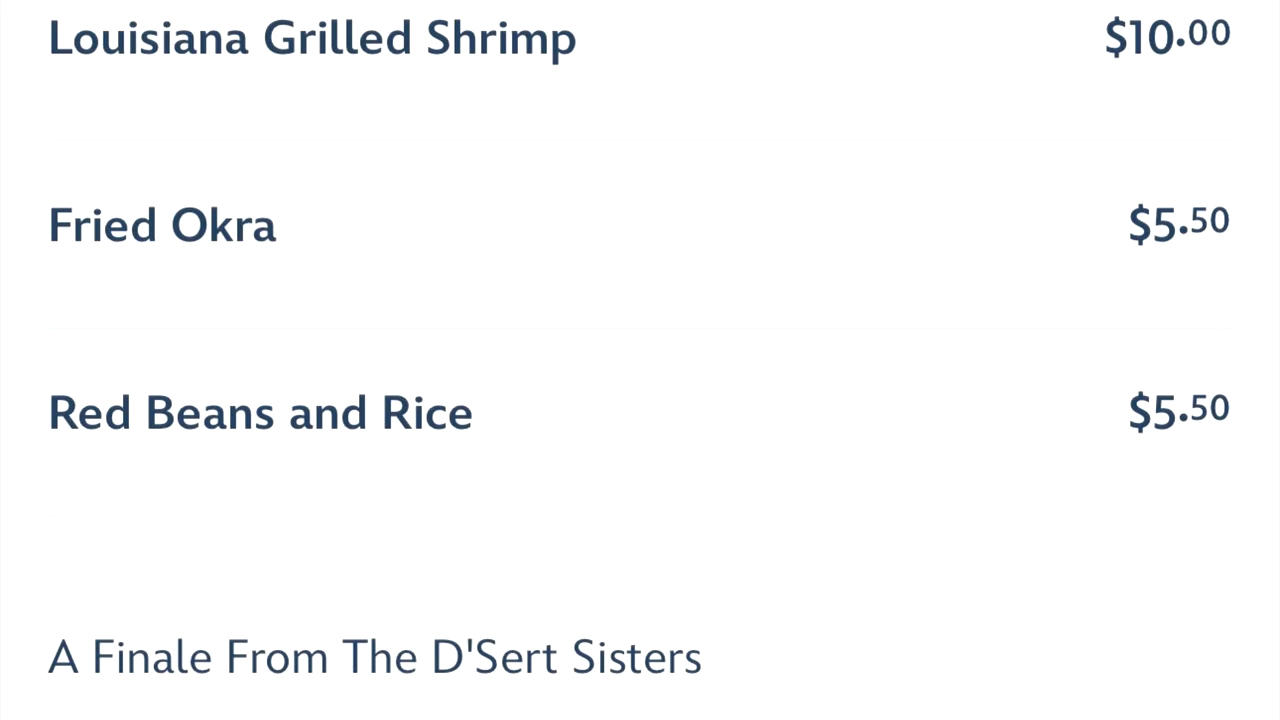 Louisiana Grilled Shrimp $10.00
Fried Okra $5.50
Red Beans and Rice $5.50
A Finale From The D'Sert Sisters